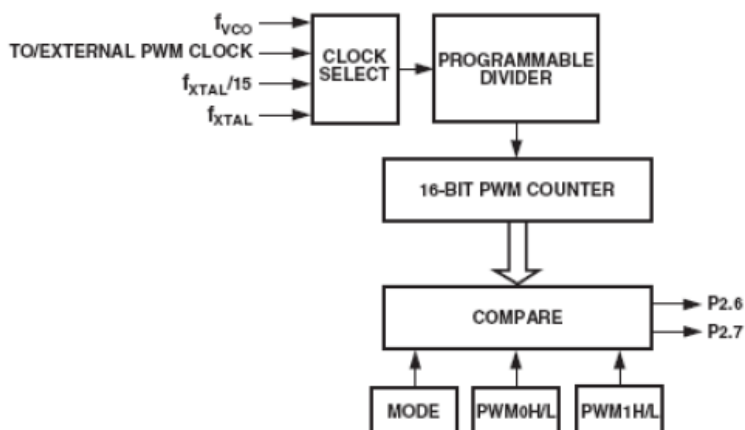 fVCO
TO/EXTERNAL PWM CLOCK
fXTAL/15
fXTAL
CLOCK
SELECT
PROGRAMMABLE
DIVIDER
16-BIT PWM COUNTER
COMPARE
P2.6
P2.7
MODE
PWM0H/L
PWM1H/L